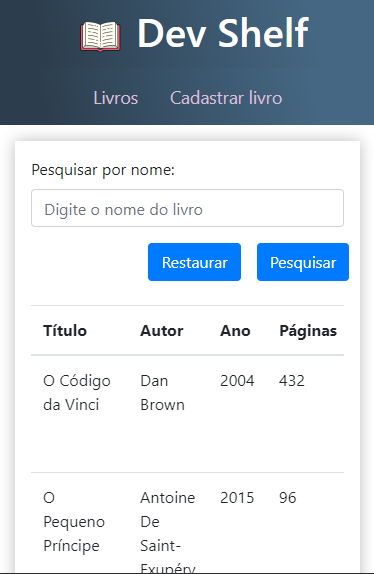 Dev Shelf
Livros Cadastrar livro
Pesquisar por nome:
Digite o nome do livro
Restaurar Pesquisar
Título Autor Ano Páginas
O Código Dan 2004 432
da Vinci Brown
O Antoine 2015 96
Pequeno De
Príncipe Saint-
Exupéry